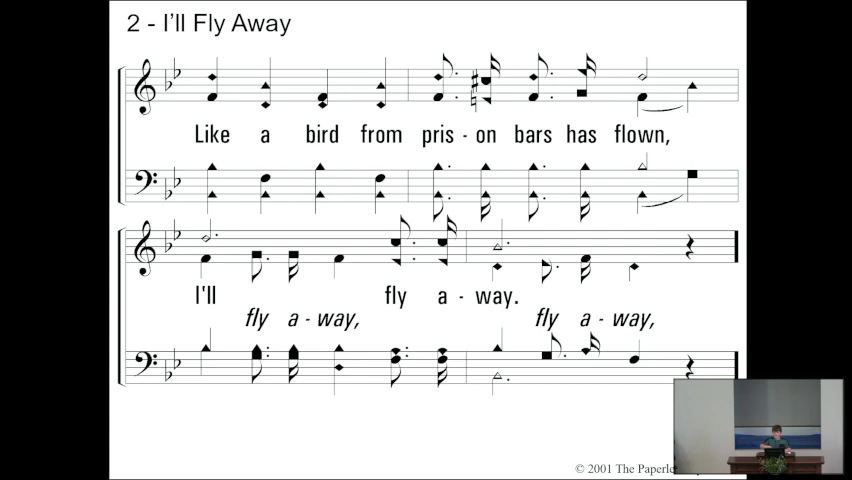 2 - I'll Fly Away
Like a bird from pris - on bars has flown,
I'll fly a - way.
fly a - way, fly a - way,
© 2001 The